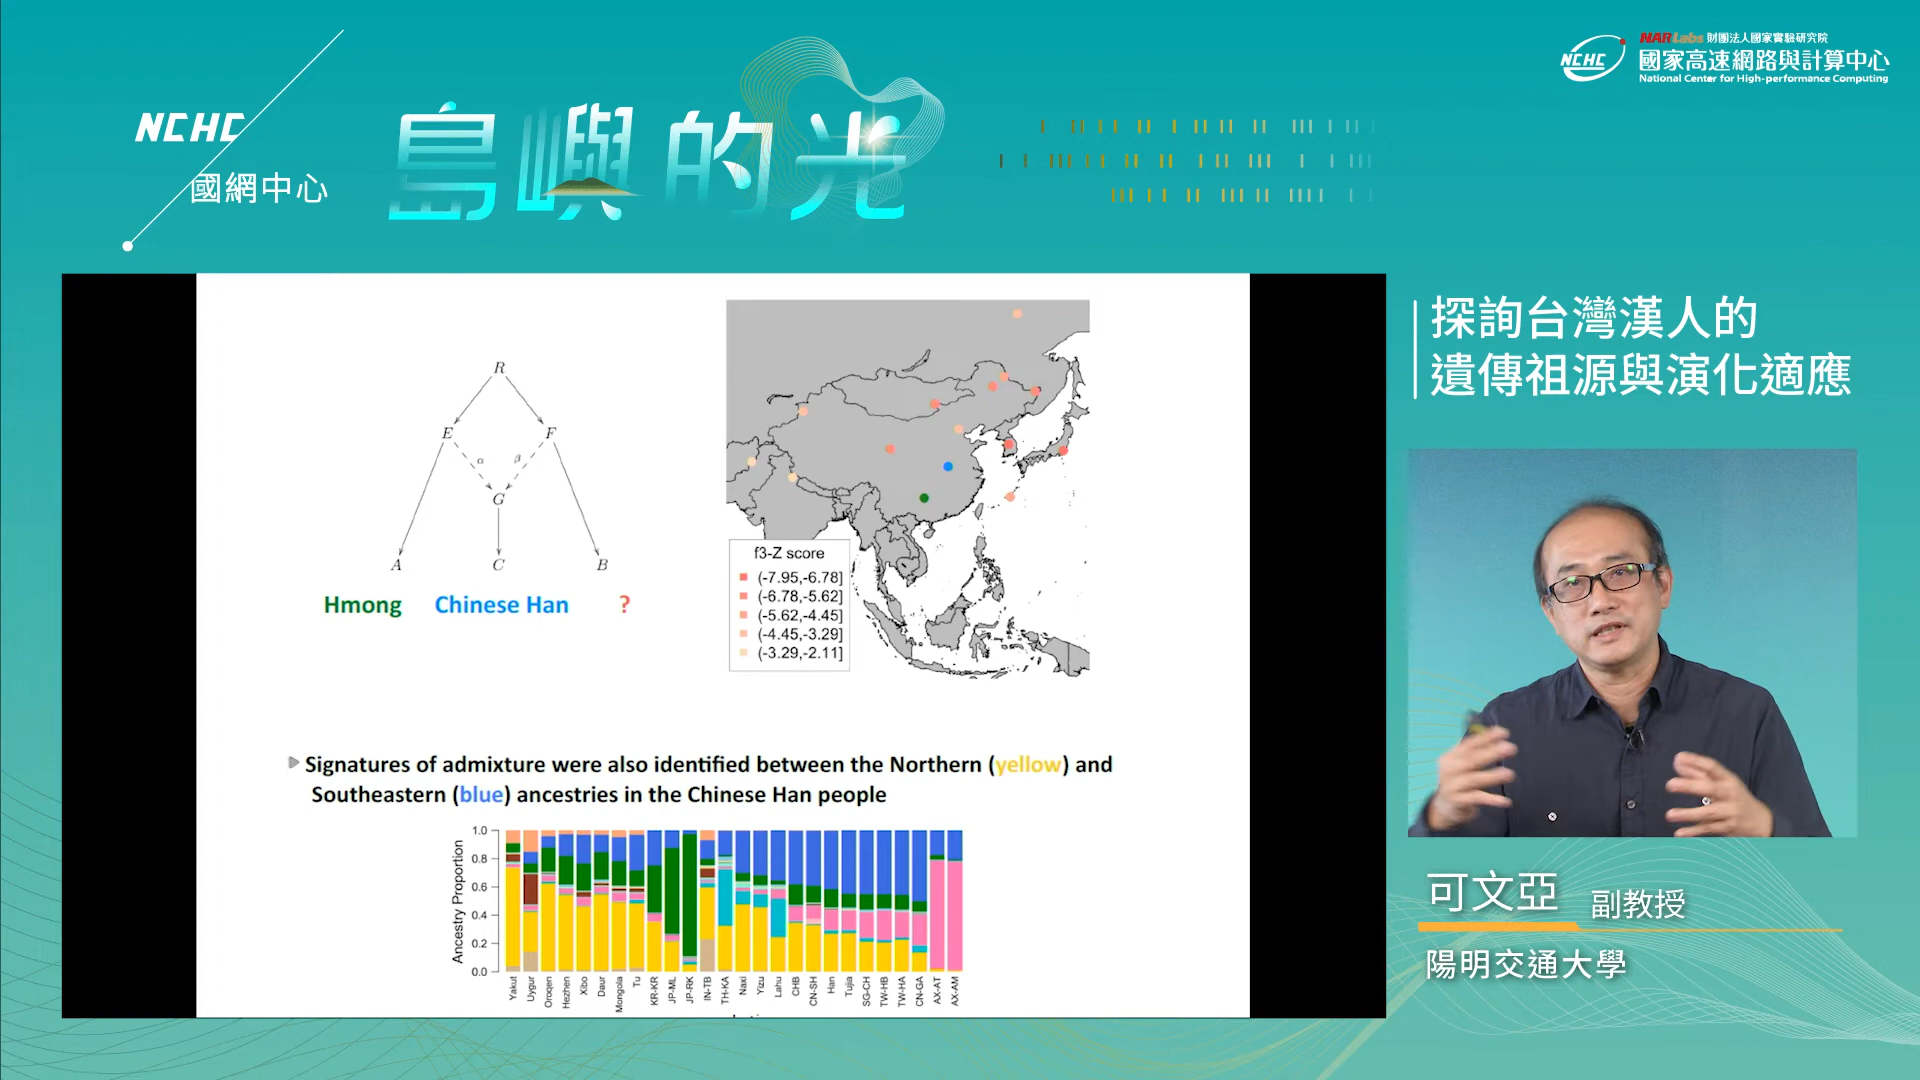 NCHC
國網中心
島嶼的光
NCHC
NARLabs 財團法人國家實驗研究院
國家高速網路與計算中心
National Center for High-performance Computing
探詢台灣漢人的
遺傳祖源與演化適應
R
E
F
α
β
G
A
C
B
Hmong
Chinese Han
?
f3-Z score
(-7.95,-6.78]
(-6.78,-5.62]
(-5.62,-4.45]
(-4.45,-3.29]
(-3.29,-2.11]
Signatures of admixture were also identified between the Northern (yellow) and
Southeastern (blue) ancestries in the Chinese Han people
Ancestry Proportion
1.0
0.8
0.6
0.4
0.2
0.0
Yakut
Uygur
Oroqen
Hezhen
Xibo
Daur
Mongola
Tu
KR-KR
JP-ML
JP-RK
IN-TB
TH-KA
Naxi
Yizu
Lahu
CHB
CN-SH
Han
Tujia
SG-CH
TW-HB
TW-HA
CN-GA
AX-AT
AX-AM
可文亞 副教授
陽明交通大學